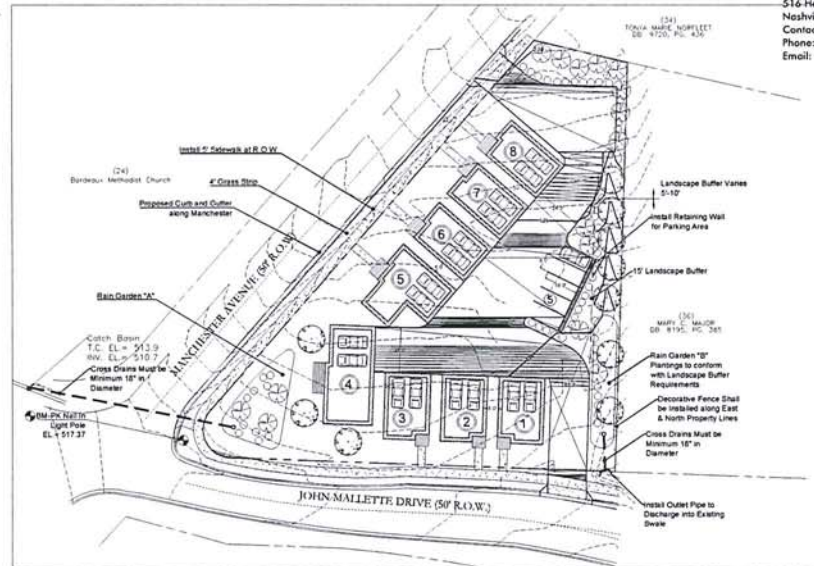 516 H
Nashvi
Contac
Phone:
Email:
(34)
TONYA MARIE NORFLEET
DB 9720, PG. 436
(24)
Bordeaux Methodist Church
Install 5' Sidewalk at R.O.W
4' Grass Strip
Proposed Curb and Gutter
along Manchester
MANCHESTER AVENUE (50' R.O.W.)
Rain Garden "A"
Catch Basin
T.C. EL.= 513.9
INV. EL.= 510.7
Cross Drains Must be
Minimum 18" in
Diameter
BM-PK Nail In
Light Pole
EL = 517.37
8
7
6
5
4
3
2
1
5
Landscape Buffer Varies
5'-10'
Install Retaining Wall
for Parking Area
15' Landscape Buffer
(36)
MARY C. MAJOR
DB 8195, PG. 385
Rain Garden "B"
Plantings to conform
with Landscape Buffer
Requirements
Decorative Fence Shall
be Installed along East
& North Property Lines
Cross Drains Must be
Minimum 18" in
Diameter
Install Outlet Pipe to
Discharge into Existing
Swale
JOHN MALLETTE DRIVE (50' R.O.W.)